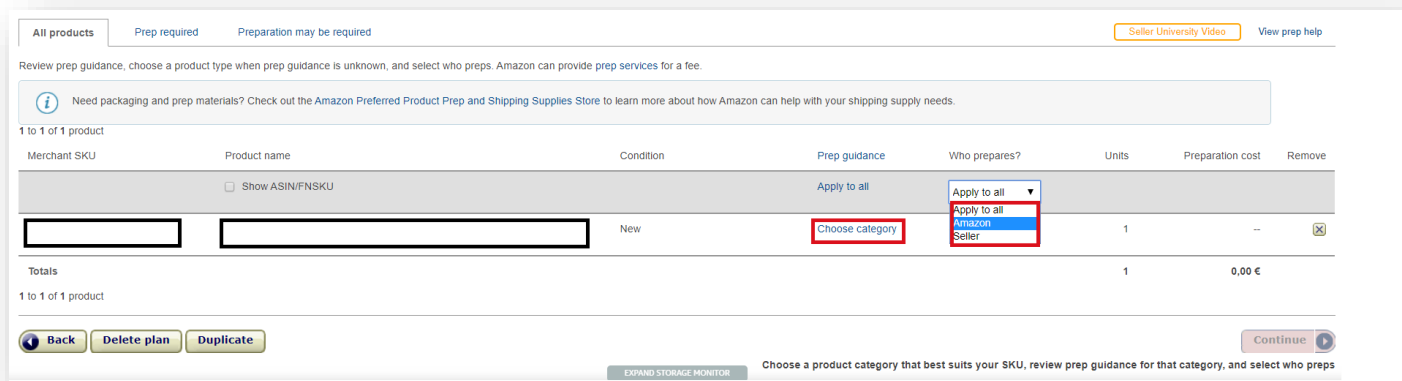 All products Prep required Preparation may be required Seller University Video View prep help
Review prep guidance, choose a product type when prep guidance is unknown, and select who preps. Amazon can provide prep services for a fee.
i Need packaging and prep materials? Check out the Amazon Preferred Product Prep and Shipping Supplies Store to learn more about how Amazon can help with your shipping supply needs.
1 to 1 of 1 product
Merchant SKU Product name Condition Prep guidance Who prepares? Units Preparation cost Remove
Show ASIN/FNSKU Apply to all Apply to all ▼
Apply to all
Amazon
Seller
New Choose category 1 --
Totals 1 0,00 €
1 to 1 of 1 product
Back Delete plan Duplicate Continue
EXPAND STORAGE MONITOR Choose a product category that best suits your SKU, review prep guidance for that category, and select who preps